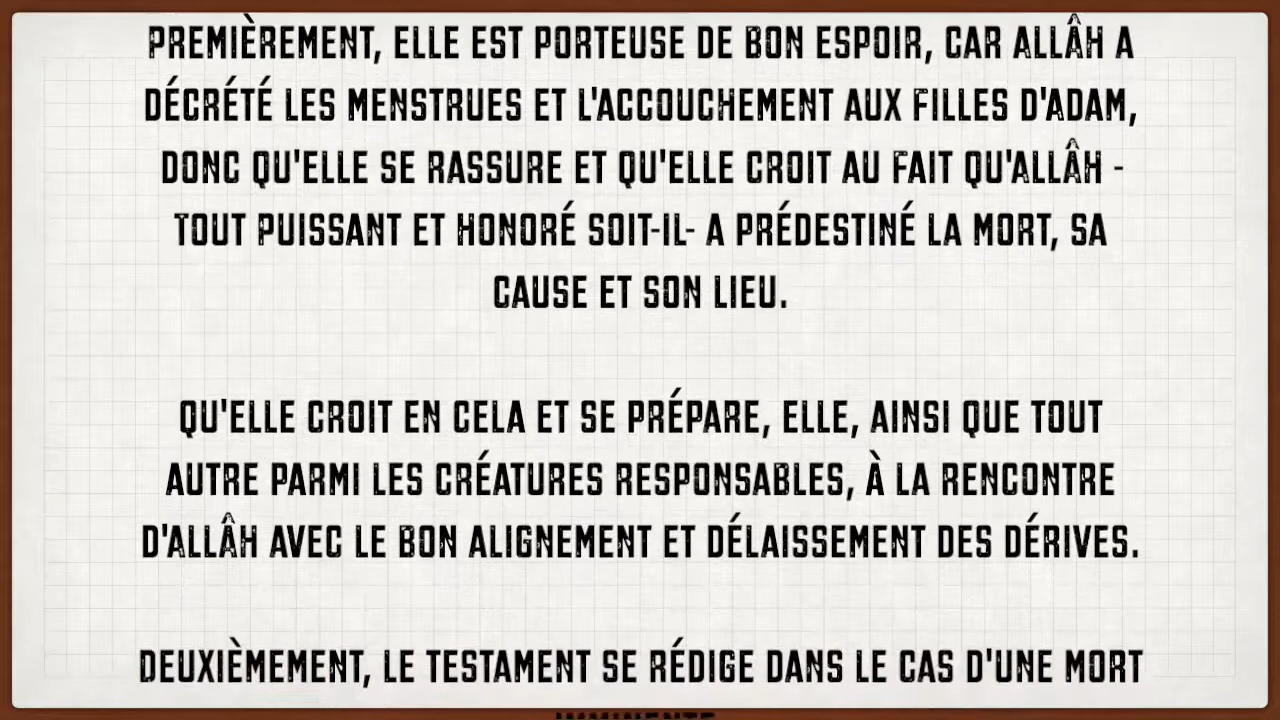 PREMIÈREMENT, ELLE EST PORTEUSE DE BON ESPOIR, CAR ALLÂH A
DÉCRÉTÉ LES MENSTRUES ET L'ACCOUCHEMENT AUX FILLES D'ADAM,
DONC QU'ELLE SE RASSURE ET QU'ELLE CROIT AU FAIT QU'ALLÂH -
TOUT PUISSANT ET HONORÉ SOIT-IL- A PRÉDESTINÉ LA MORT, SA
CAUSE ET SON LIEU.
QU'ELLE CROIT EN CELA ET SE PRÉPARE, ELLE, AINSI QUE TOUT
AUTRE PARMI LES CRÉATURES RESPONSABLES, À LA RENCONTRE
D'ALLÂH AVEC LE BON ALIGNEMENT ET DÉLAISSEMENT DES DÉRIVES.
DEUXIÈMEMENT, LE TESTAMENT SE RÉDIGE DANS LE CAS D'UNE MORT